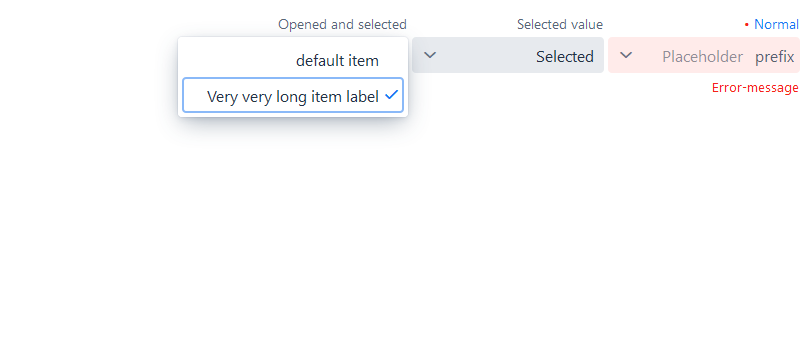 Opened and selected
default item
Very very long item label
Selected value
Selected
• Normal
Placeholder prefix
Error-message